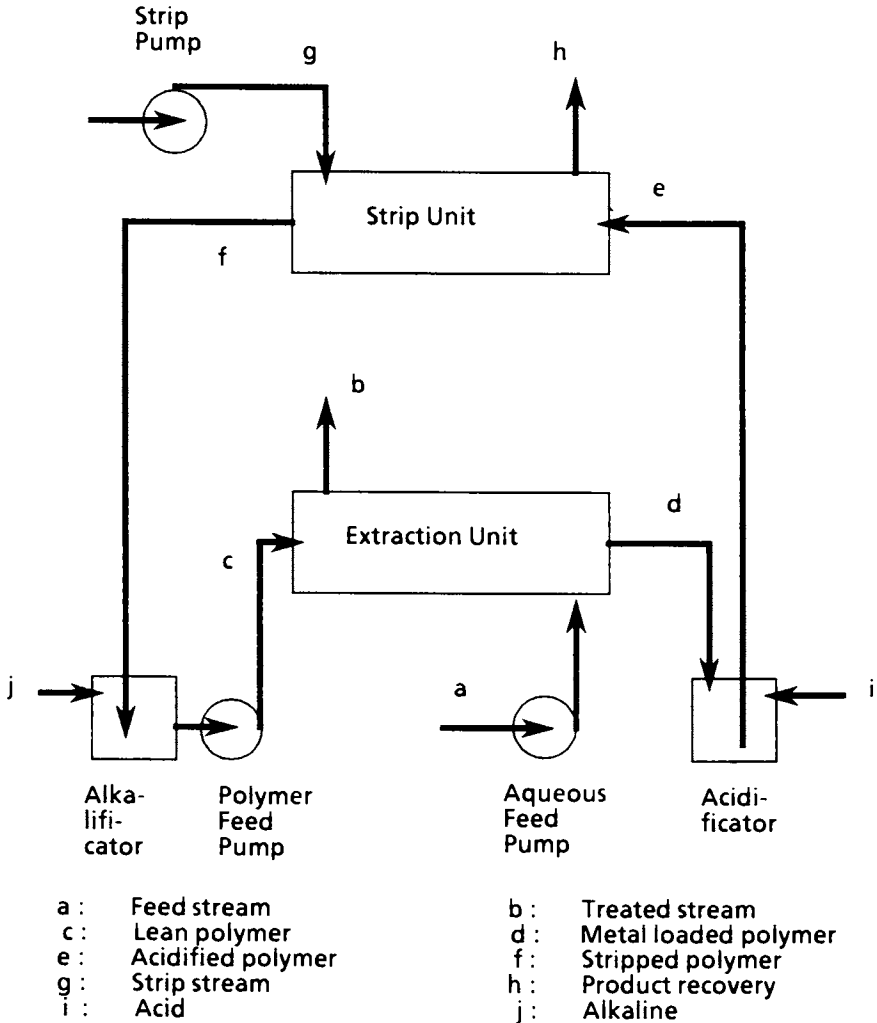 Strip
Pump
g
h
Strip Unit
e
f
b
Extraction Unit
d
c
j
a
i
Alka-
lifi-
cator
Polymer
Feed
Pump
Aqueous
Feed
Pump
Acidi-
ficator
a : Feed stream
b : Treated stream
c : Lean polymer
d : Metal loaded polymer
e : Acidified polymer
f : Stripped polymer
g : Strip stream
h : Product recovery
i : Acid
j : Alkaline